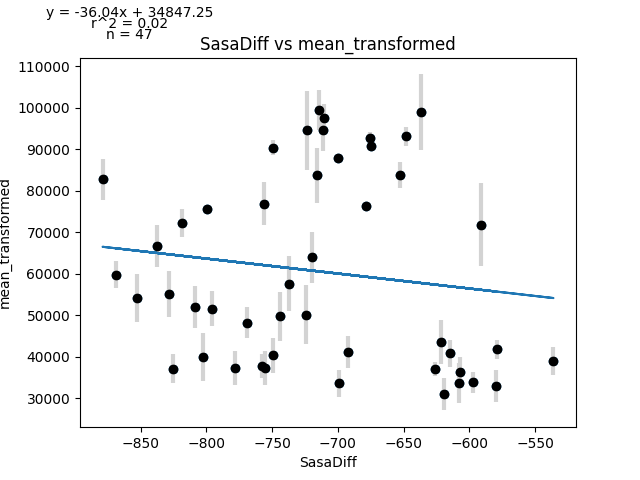 y = -36.04x + 34847.25
r^2 = 0.02
n = 47
SasaDiff vs mean_transformed
110000
100000
90000
80000
70000
60000
50000
40000
30000
mean_transformed
−850
−800
−750
−700
−650
−600
−550
SasaDiff